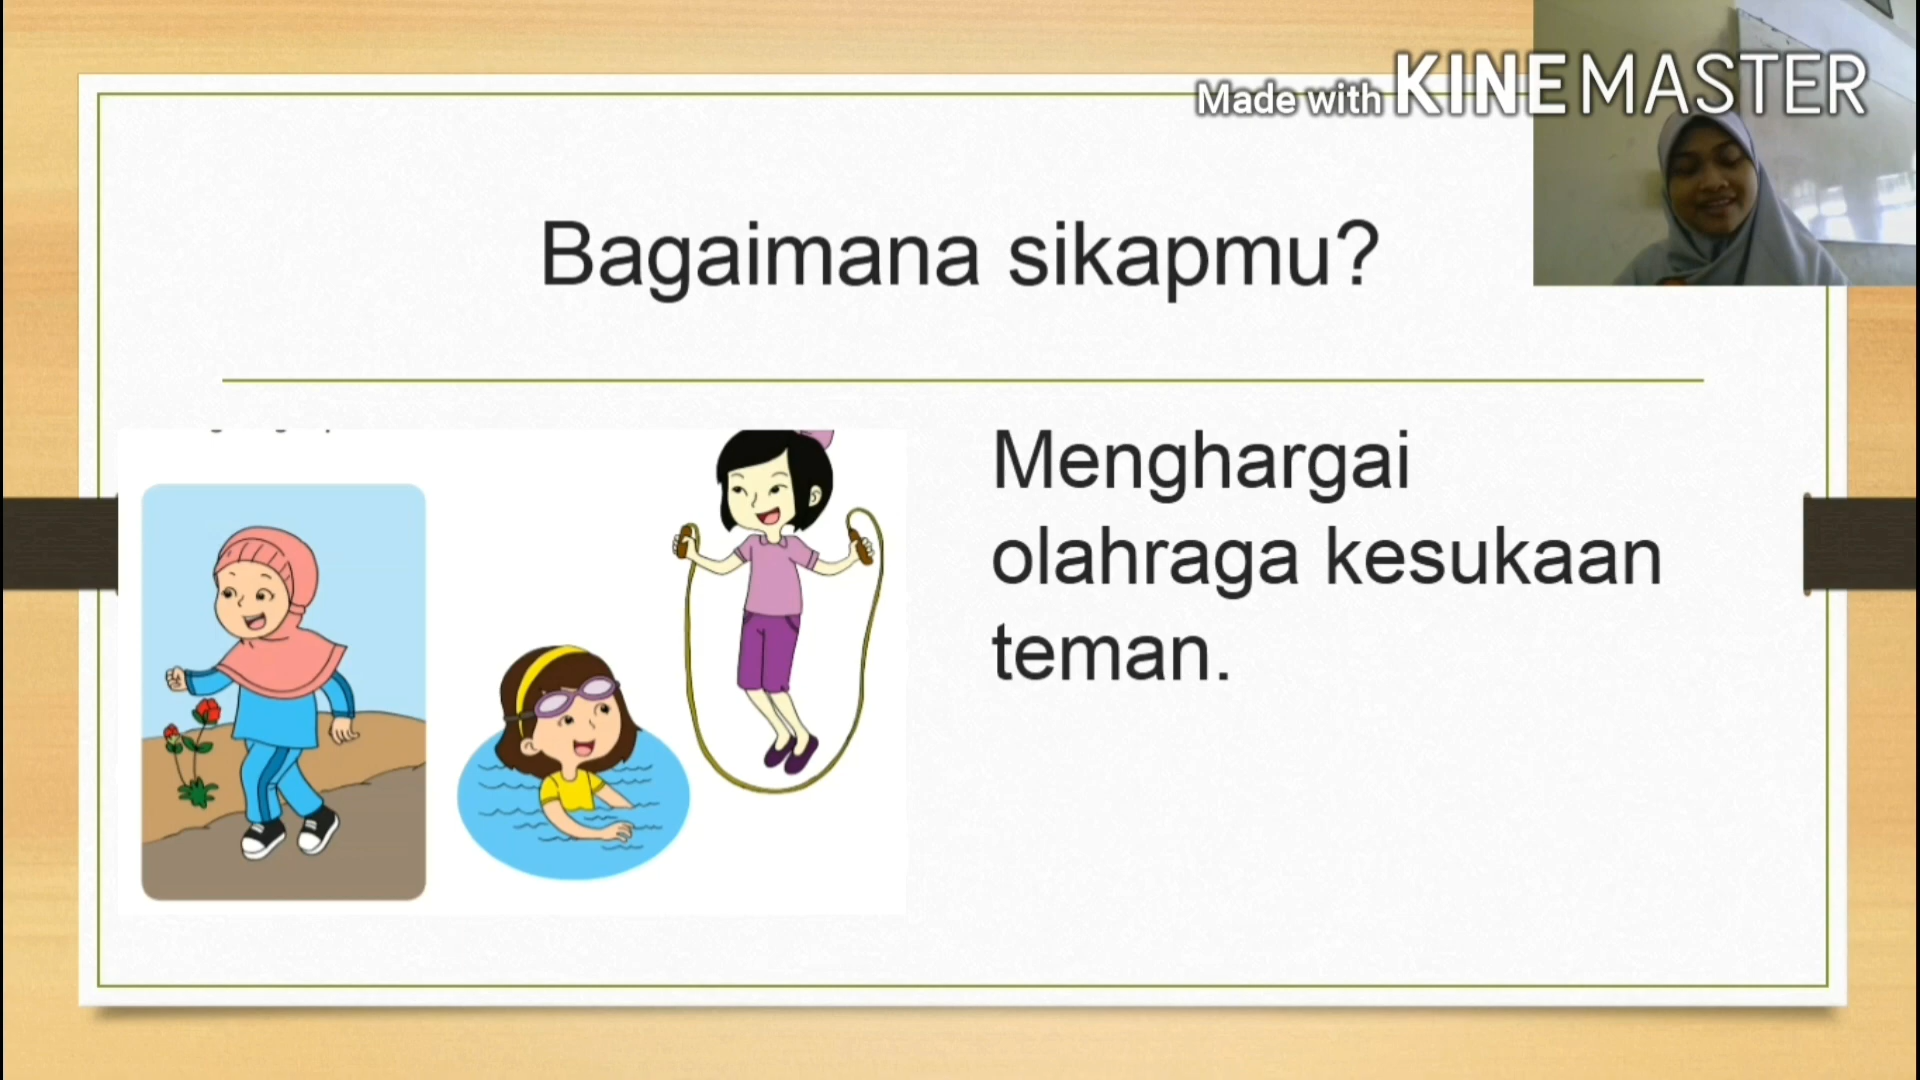 Made with KINEMASTER
Bagaimana sikapmu?
Menghargai
olahraga kesukaan
teman.